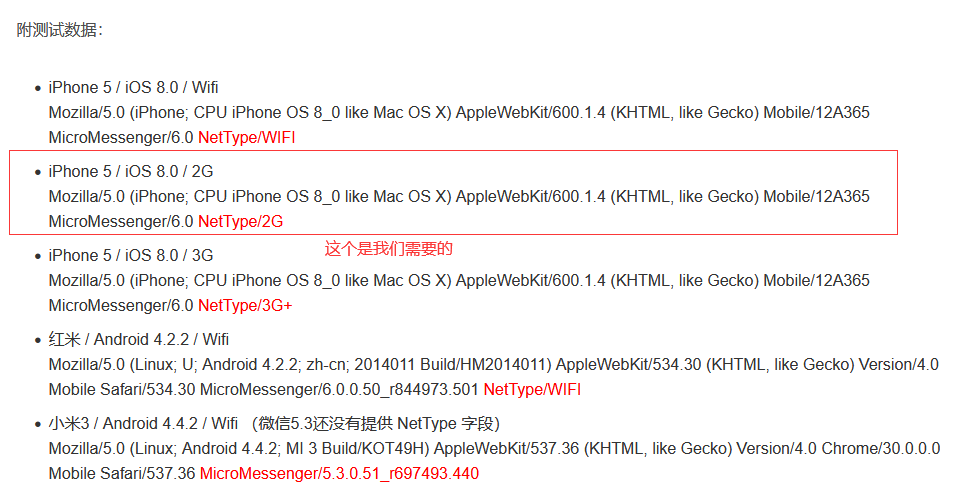 附测试数据：
iPhone 5 / iOS 8.0 / Wifi
Mozilla/5.0 (iPhone; CPU iPhone OS 8_0 like Mac OS X) AppleWebKit/600.1.4 (KHTML, like Gecko) Mobile/12A365
MicroMessenger/6.0 NetType/WIFI
iPhone 5 / iOS 8.0 / 2G
Mozilla/5.0 (iPhone; CPU iPhone OS 8_0 like Mac OS X) AppleWebKit/600.1.4 (KHTML, like Gecko) Mobile/12A365
MicroMessenger/6.0 NetType/2G
这个是我们需要的
iPhone 5 / iOS 8.0 / 3G
Mozilla/5.0 (iPhone; CPU iPhone OS 8_0 like Mac OS X) AppleWebKit/600.1.4 (KHTML, like Gecko) Mobile/12A365
MicroMessenger/6.0 NetType/3G+
红米 / Android 4.2.2 / Wifi
Mozilla/5.0 (Linux; U; Android 4.2.2; zh-cn; 2014011 Build/HM2014011) AppleWebKit/534.30 (KHTML, like Gecko) Version/4.0
Mobile Safari/534.30 MicroMessenger/6.0.0.50_r844973.501 NetType/WIFI
小米3 / Android 4.4.2 / Wifi （微信5.3还没有提供 NetType 字段）
Mozilla/5.0 (Linux; Android 4.4.2; MI 3 Build/KOT49H) AppleWebKit/537.36 (KHTML, like Gecko) Version/4.0 Chrome/30.0.0.0
Mobile Safari/537.36 MicroMessenger/5.3.0.51_r697493.440